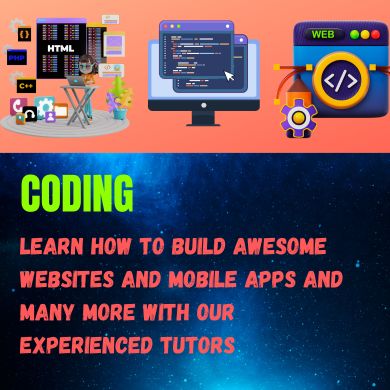 { }
HTML
PHP
C++
WEB
</>
CODING
LEARN HOW TO BUILD AWESOME
WEBSITES AND MOBILE APPS AND
MANY MORE WITH OUR
EXPERIENCED TUTORS